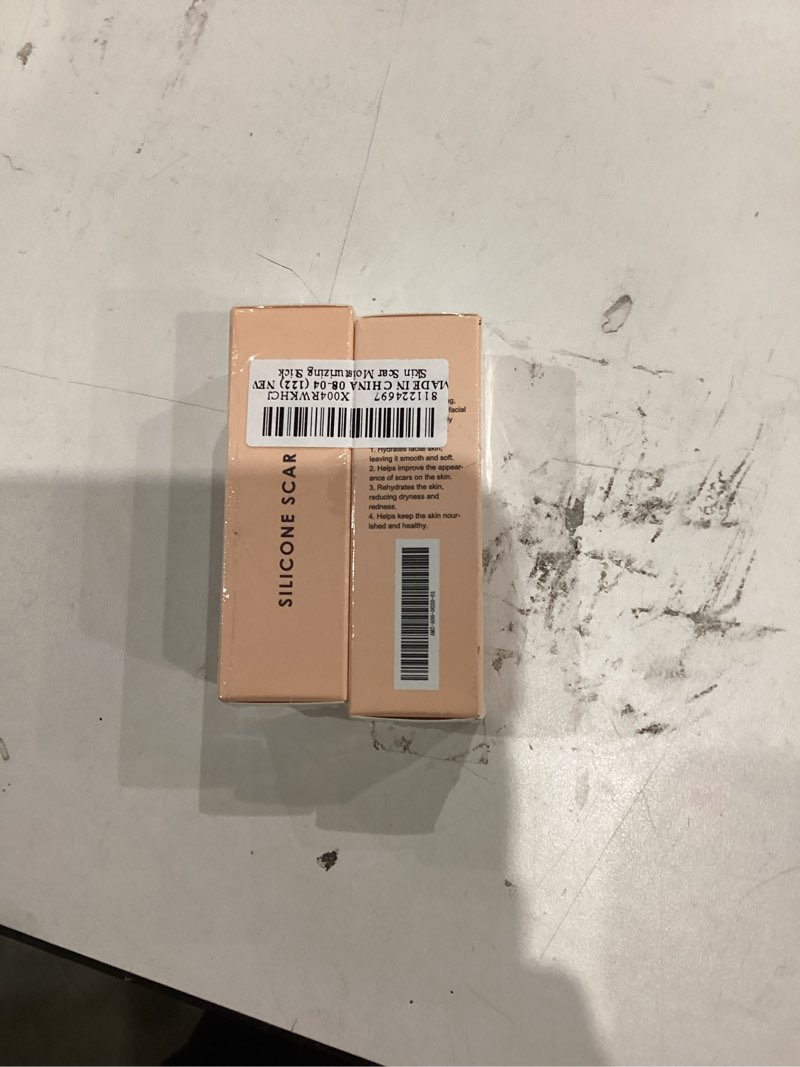 811224697 X004RWKHCJ
MADE IN CHINA 08-04 (122) NEW
Skin Scar Moisturizing Stick
SILICONE SCAR
facial
1. Hydrates facial skin,
leaving it smooth and soft.
2. Helps improve the appear-
ance of scars on the skin.
3. Rehydrates the skin,
reducing dryness and
redness.
4. Helps keep the skin nour-
ished and healthy.